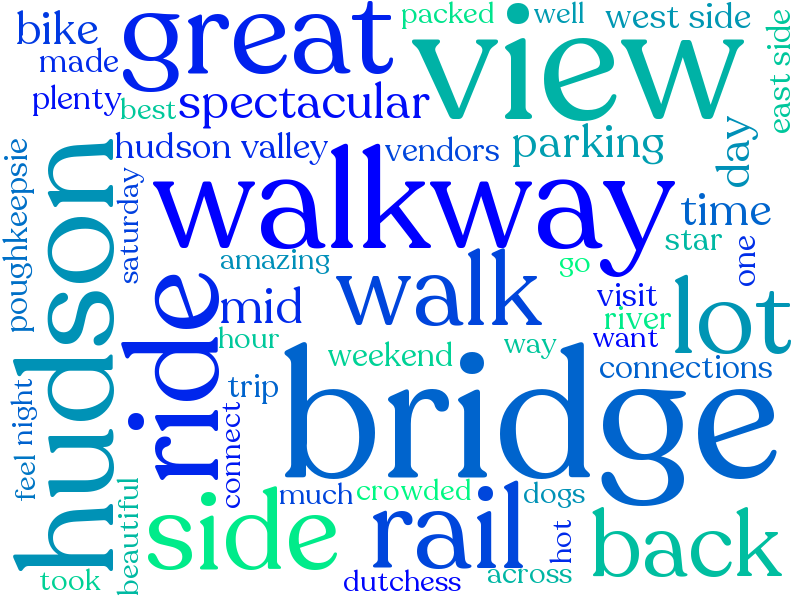 packed
well
west side
bike
great
view
east side
made
plenty
best
spectacular
hudson valley
vendors
parking
day
poughkeepsie
hudson
saturday
walkway
time
star
one
amazing
go
ride
mid
walk
visit
river
lot
hour
want
weekend
way
connections
bridge
trip
feel night
connect
beautiful
side
much
crowded
rail
dogs
hot
back
took
dutchess
across